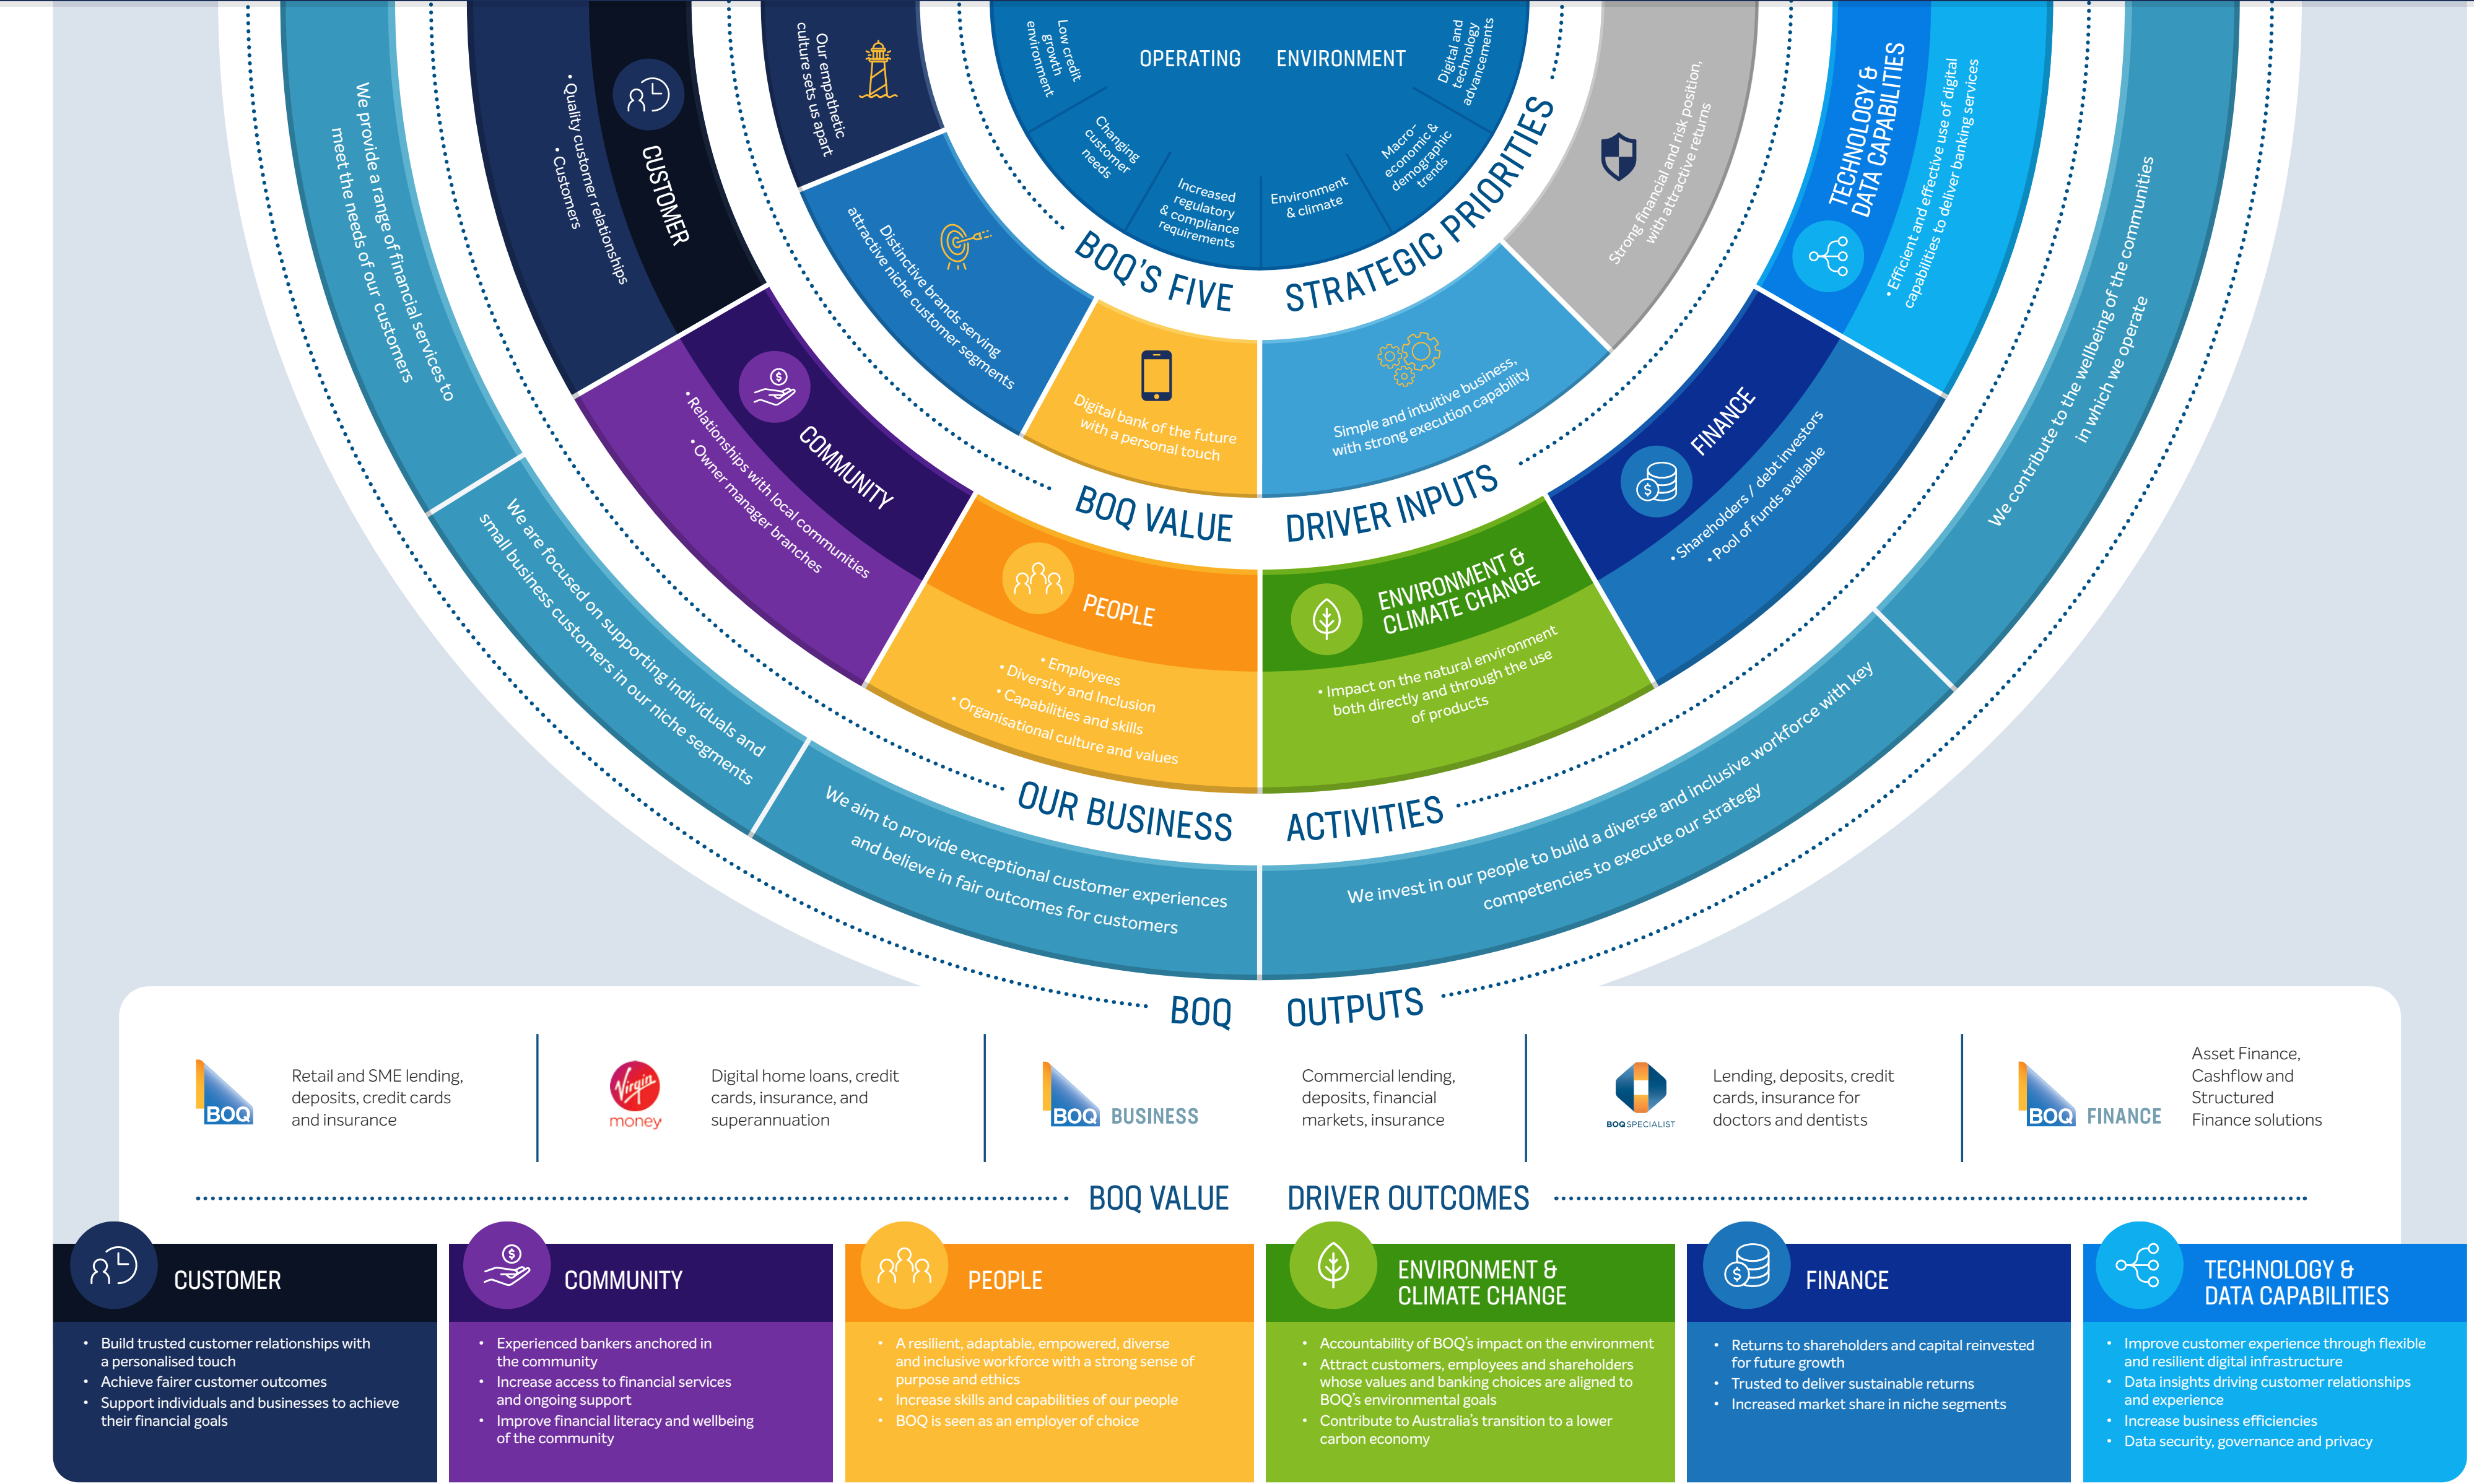 OPERATING ENVIRONMENT
Low credit
growth
environment
Changing
customer
needs
Increased
regulatory
& compliance
requirements
Environment
& climate
Macro-
economic &
demographic
trends
Digital and
technology
advancements
BOQ'S FIVE STRATEGIC PRIORITIES
Our empathetic
culture sets us apart
Distinctive brands serving
attractive niche customer segments
Digital bank of the future
with a personal touch
Simple and intuitive business,
with strong execution capability
Strong financial and risk position,
with attractive returns
BOQ VALUE DRIVER INPUTS
CUSTOMER
• Quality customer relationships
• Customers
COMMUNITY
• Relationships with local communities
• Owner manager branches
PEOPLE
• Employees
• Diversity and Inclusion
• Capabilities and skills
• Organisational culture and values
ENVIRONMENT &
CLIMATE CHANGE
• Impact on the natural environment
both directly and through the use
of products
FINANCE
• Shareholders / debt investors
• Pool of funds available
TECHNOLOGY &
DATA CAPABILITIES
• Efficient and effective use of digital
capabilities to deliver banking services
OUR BUSINESS ACTIVITIES
We provide a range of financial services to
meet the needs of our customers
We are focused on supporting individuals and
small business customers in our niche segments
We aim to provide exceptional customer experiences
and believe in fair outcomes for customers
We invest in our people to build a diverse and inclusive workforce with key
competencies to execute our strategy
We contribute to the wellbeing of the communities
in which we operate
BOQ OUTPUTS
BOQ
Retail and SME lending,
deposits, credit cards
and insurance
Virgin
money
Digital home loans, credit
cards, insurance, and
superannuation
BOQ BUSINESS
Commercial lending,
deposits, financial
markets, insurance
BOQ SPECIALIST
Lending, deposits, credit
cards, insurance for
doctors and dentists
BOQ FINANCE
Asset Finance,
Cashflow and
Structured
Finance solutions
BOQ VALUE DRIVER OUTCOMES
CUSTOMER
• Build trusted customer relationships with
a personalised touch
• Achieve fairer customer outcomes
• Support individuals and businesses to achieve
their financial goals
COMMUNITY
• Experienced bankers anchored in
the community
• Increase access to financial services
and ongoing support
• Improve financial literacy and wellbeing
of the community
PEOPLE
• A resilient, adaptable, empowered, diverse
and inclusive workforce with a strong sense of
purpose and ethics
• Increase skills and capabilities of our people
• BOQ is seen as an employer of choice
ENVIRONMENT &
CLIMATE CHANGE
• Accountability of BOQ's impact on the environment
• Attract customers, employees and shareholders
whose values and banking choices are aligned to
BOQ's environmental goals
• Contribute to Australia's transition to a lower
carbon economy
FINANCE
• Returns to shareholders and capital reinvested
for future growth
• Trusted to deliver sustainable returns
• Increased market share in niche segments
TECHNOLOGY &
DATA CAPABILITIES
• Improve customer experience through flexible
and resilient digital infrastructure
• Data insights driving customer relationships
and experience
• Increase business efficiencies
• Data security, governance and privacy